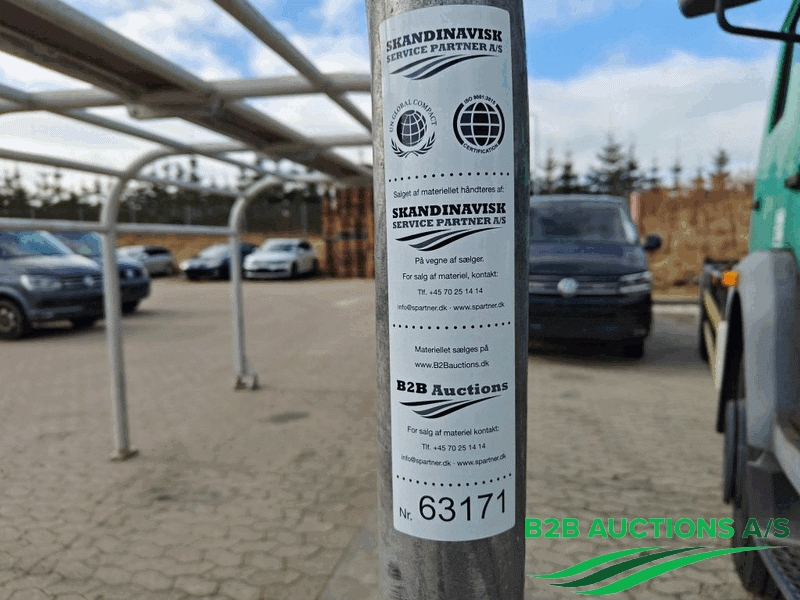 SKANDINAVISK
SERVICE PARTNER A/S
UN GLOBAL COMPACT
ISO 9001:2015
CERTIFICATION
Salget af materiellet håndteres af:
SKANDINAVISK
SERVICE PARTNER A/S
På vegne af sælger.
For salg af materiel, kontakt:
Tlf. +45 70 25 14 14
info@spartner.dk - www.spartner.dk
Materiellet sælges på
www.B2Bauctions.dk
B2B Auctions
For salg af materiel kontakt:
Tlf. +45 70 25 14 14
info@spartner.dk - www.spartner.dk
Nr. 63171
B2B AUCTIONS A/S